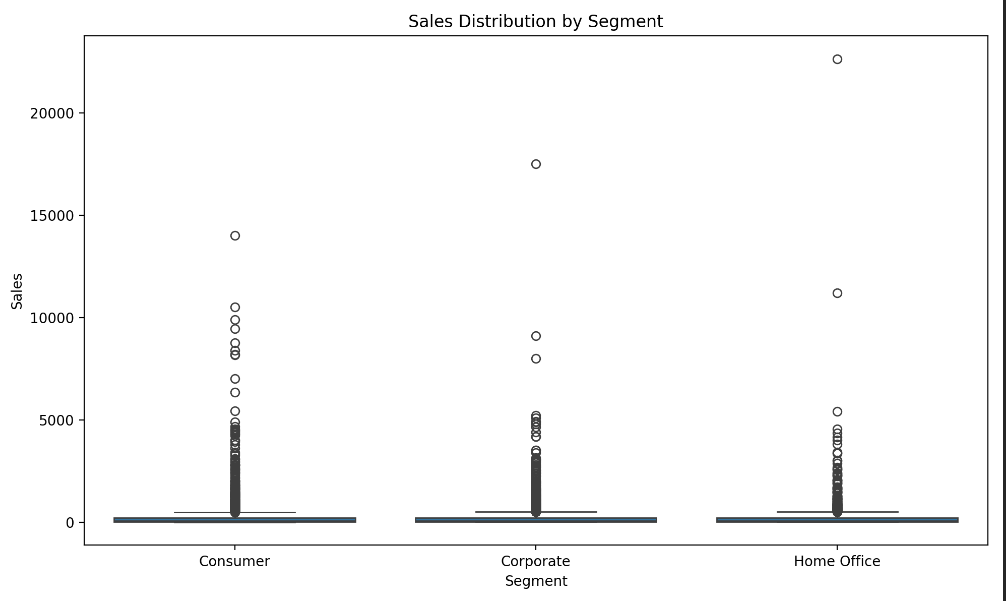 Sales Distribution by Segment
20000
15000
10000
5000
0
Sales
Consumer
Corporate
Home Office
Segment